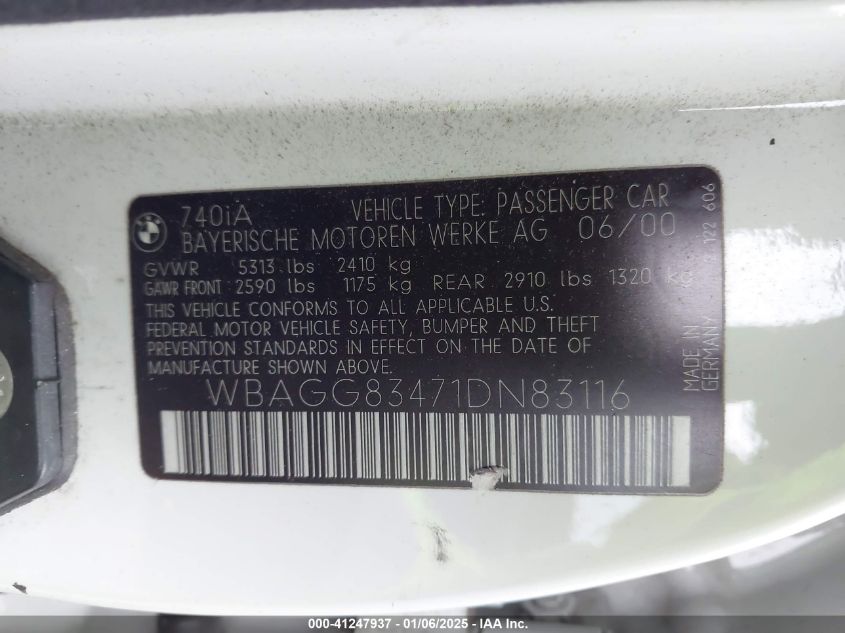 740iA VEHICLE TYPE: PASSENGER CAR
BAYERISCHE MOTOREN WERKE AG 06/00
GVWR 5313 lbs 2410 kg
GAWR FRONT: 2590 lbs 1175 kg REAR 2910 lbs 1320 kg
THIS VEHICLE CONFORMS TO ALL APPLICABLE U.S.
FEDERAL MOTOR VEHICLE SAFETY, BUMPER AND THEFT
PREVENTION STANDARDS IN EFFECT ON THE DATE OF
MANUFACTURE SHOWN ABOVE.
WBAGG83471DN83116
MADE IN
GERMANY
122 606
000-41247937 - 01/06/2025 - IAA Inc.